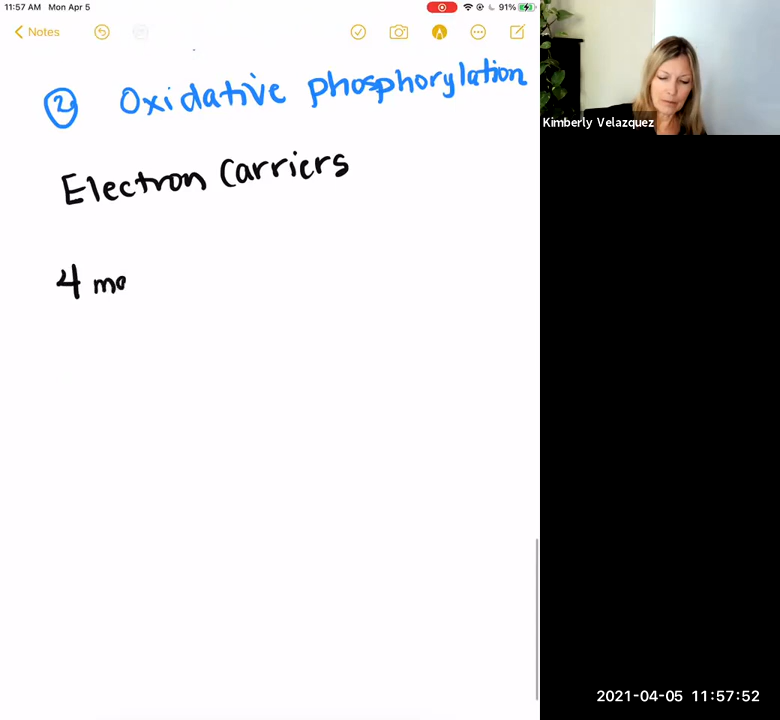 11:57 AM Mon Apr 5
91%
Notes
2 Oxidative phosphorylation
Electron Carriers
4 mo
Kimberly Velazquez
2021-04-05 11:57:52